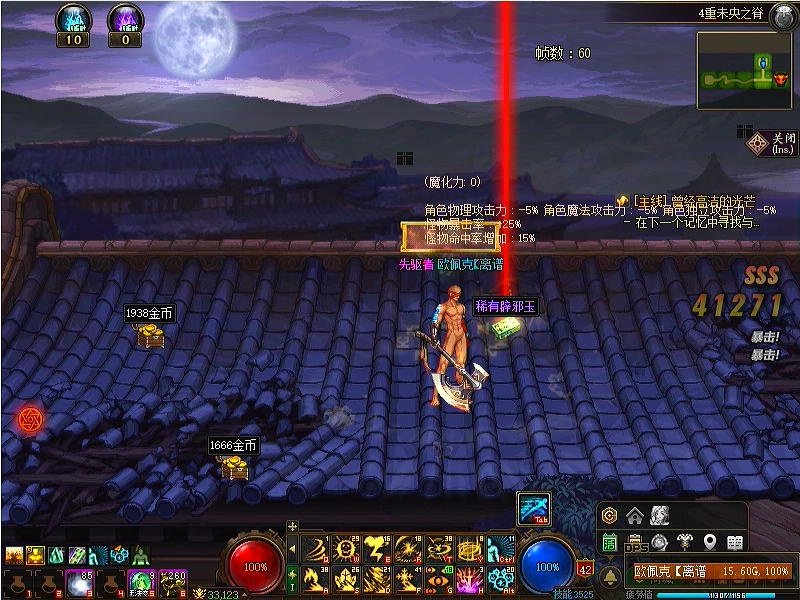 4重未央之脊
10
0
帧数：60
关闭
(Ins.)
(魔化力: 0)
[主线] 曾经高洁的光芒
角色物理攻击力：-5% 角色魔法攻击力：-5% 角色独立攻击力：-5%
怪物暴击率：+25%
- 在下一个记忆中寻找与...
怪物命中率增加：15%
先驱者 欧佩克【离谱
SSS
稀有辟邪玉
41271
1938金币
暴击!
暴击!
1666金币
Tab
100%
100%
42
欧佩克【离谱 15.60G, 100%
33,123
技能 3525
疲劳值